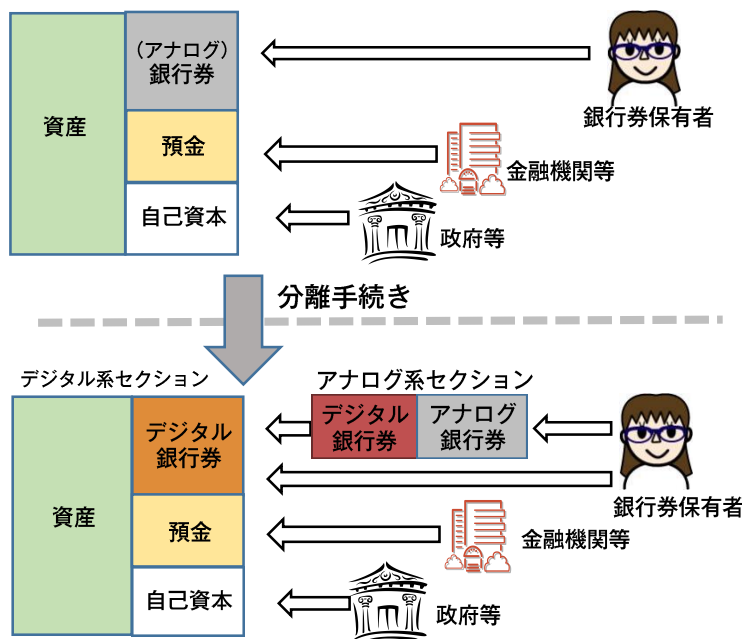 (アナログ)
銀行券
資産
預金
自己資本
銀行券保有者
金融機関等
政府等
分離手続き
デジタル系セクション
アナログ系セクション
デジタル
銀行券
デジタル
銀行券
アナログ
銀行券
資産
預金
自己資本
銀行券保有者
金融機関等
政府等